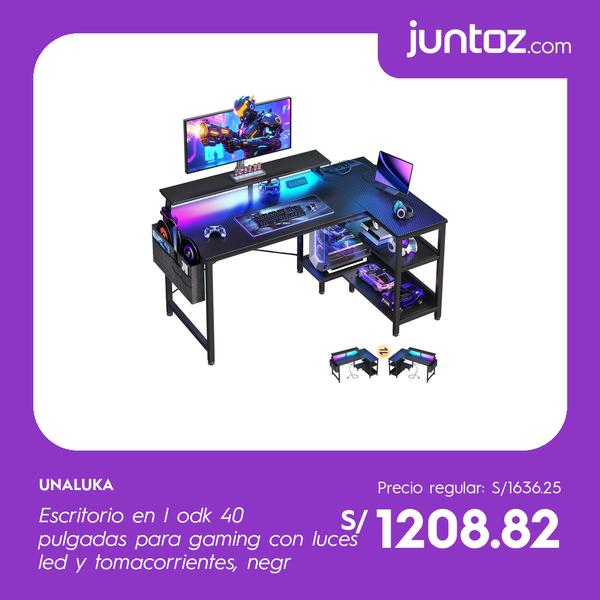 juntoz.com
UNALUKA
Precio regular: S/1636.25
Escritorio en l odk 40
pulgadas para gaming con luces
led y tomacorrientes, negr
S/ 1208.82